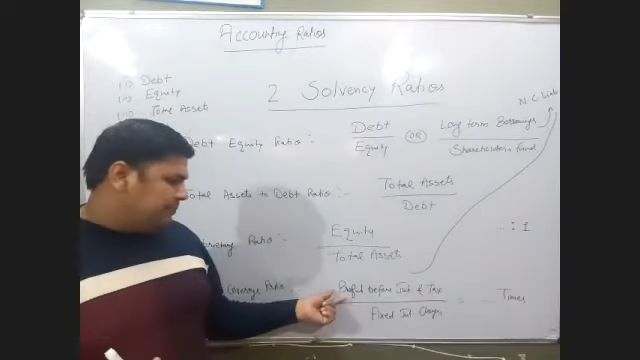 Accounting Ratios
(i) Debt
(ii) Equity
(iii) Total Assets
2 Solvency Ratios
N.C. Liab
Debt Equity Ratio :- Debt / Equity OR Long term Borrowings / Shareholders Fund
Total Assets to Debt Ratio :- Total Assets / Debt
Ratio :- Equity / Total Assets .. : 1
Coverage Ratio Profit before Int & Tax / Fixed Int Charges = .. Times